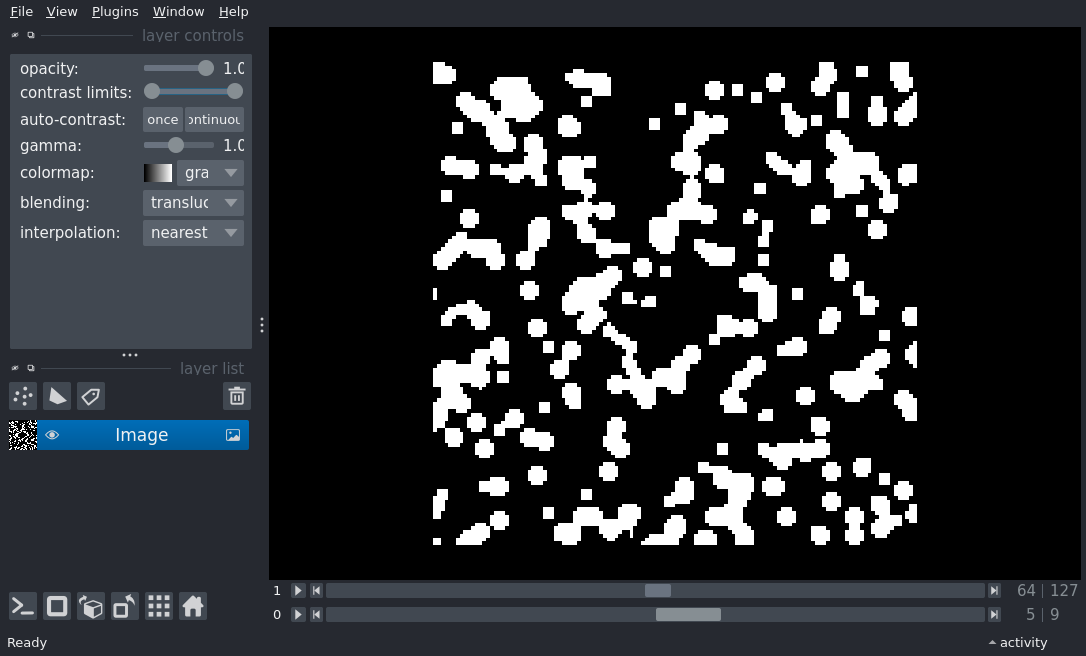 File View Plugins Window Help
layer controls
opacity: 1.0
contrast limits:
auto-contrast: once ontinuou
gamma: 1.0
colormap: gra
blending: transluc
interpolation: nearest
layer list
Image
1 64 | 127
0 5 | 9
Ready activity